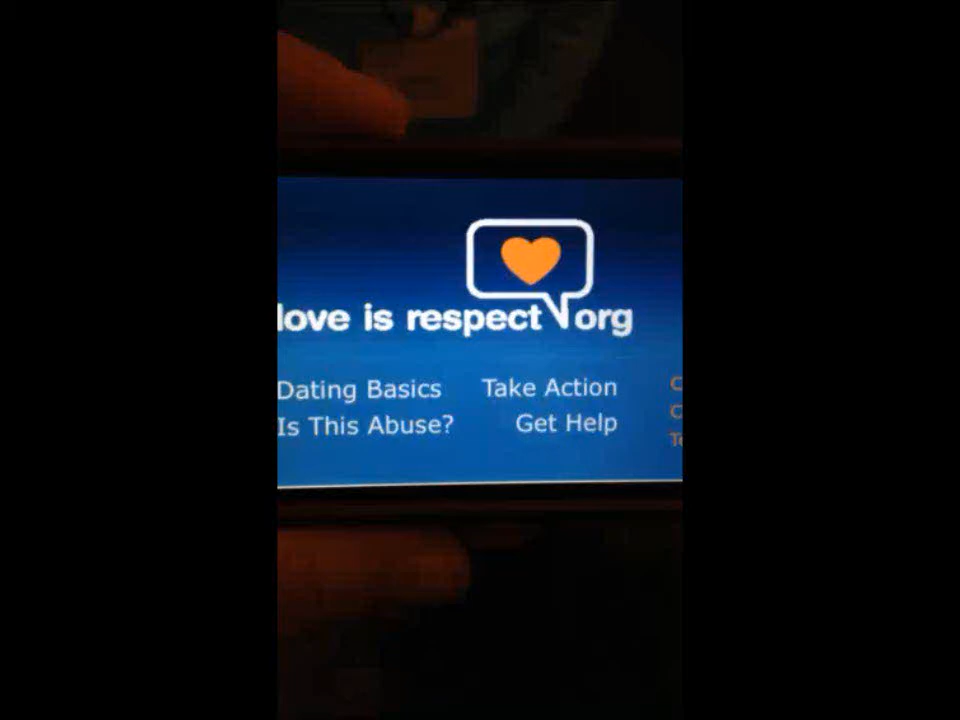 love is respect org
Dating Basics Take Action
Is This Abuse? Get Help